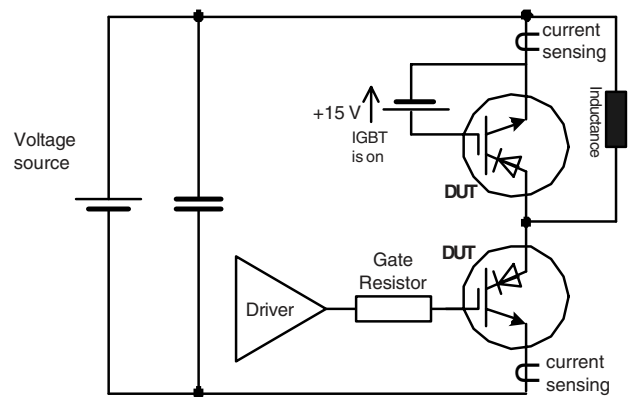 current
sensing
+15 V
IGBT
is on
Inductance
Voltage
source
DUT
DUT
Gate
Resistor
Driver
current
sensing